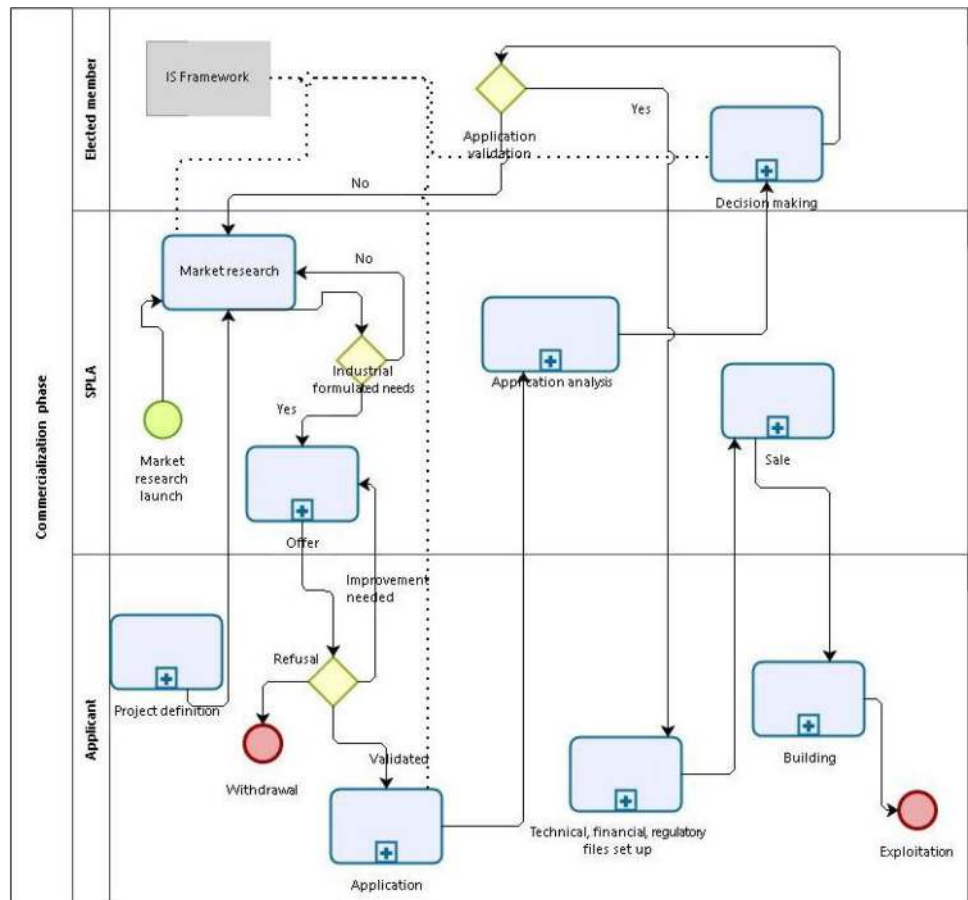 Commercialization phase
Elected member
IS Framework
Application
validation
Yes
No
Decision making
SPLA
Market research
No
Industrial
formulated needs
Yes
Market
research
launch
Offer
Application analysis
Sale
Applicant
Improvement
needed
Refusal
Project definition
Withdrawal
Validated
Application
Technical, financial, regulatory
files set up
Building
Exploitation